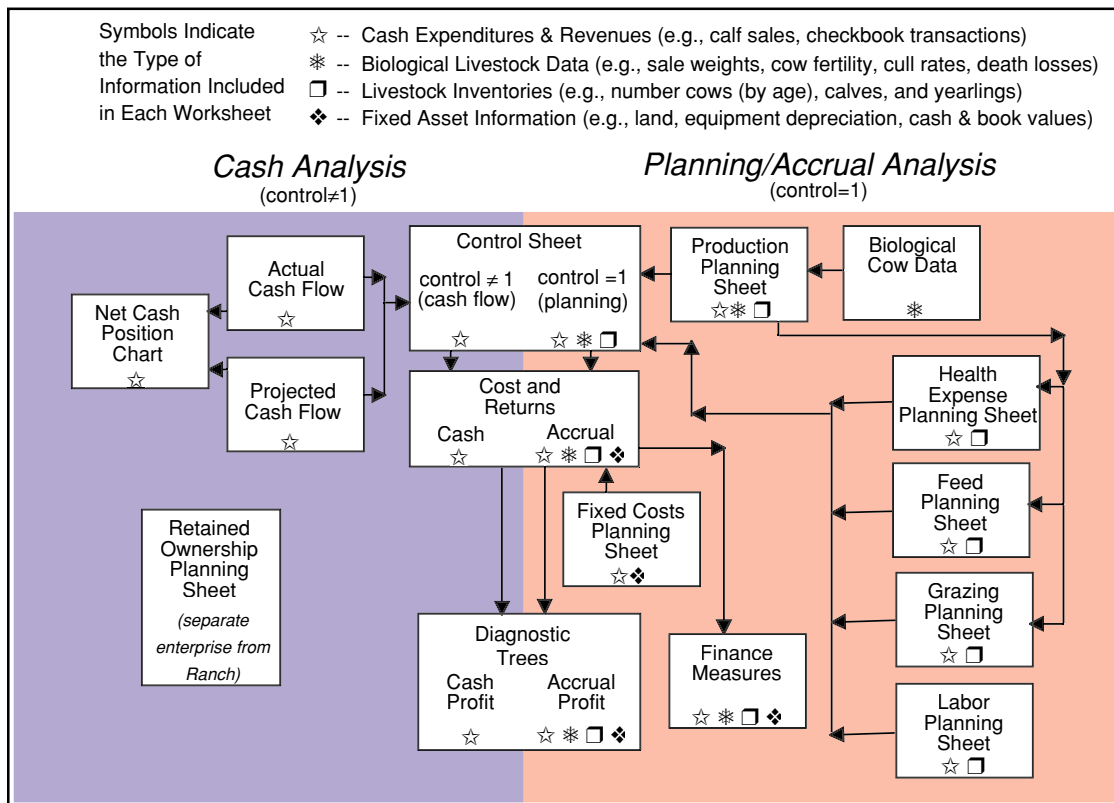 Symbols Indicate
the Type of
Information Included
in Each Worksheet
☆ -- Cash Expenditures & Revenues (e.g., calf sales, checkbook transactions)
❄ -- Biological Livestock Data (e.g., sale weights, cow fertility, cull rates, death losses)
❒ -- Livestock Inventories (e.g., number cows (by age), calves, and yearlings)
❖ -- Fixed Asset Information (e.g., land, equipment depreciation, cash & book values)
Cash Analysis
(control≠1)
Planning/Accrual Analysis
(control=1)
Net Cash
Position
Chart
☆
Actual
Cash Flow
☆
Projected
Cash Flow
☆
Control Sheet
control ≠ 1
(cash flow)
☆
control =1
(planning)
☆ ❄ ❒
Production
Planning
Sheet
☆❄ ❒
Biological
Cow Data
❄
Cost and
Returns
Cash
☆
Accrual
☆ ❄ ❒ ❖
Fixed Costs
Planning
Sheet
☆❖
Health
Expense
Planning Sheet
☆ ❒
Feed
Planning
Sheet
☆ ❒
Grazing
Planning
Sheet
☆ ❒
Labor
Planning
Sheet
☆ ❒
Retained
Ownership
Planning
Sheet
(separate
enterprise from
Ranch)
Diagnostic
Trees
Cash
Profit
☆
Accrual
Profit
☆ ❄ ❒ ❖
Finance
Measures
☆ ❄ ❒ ❖